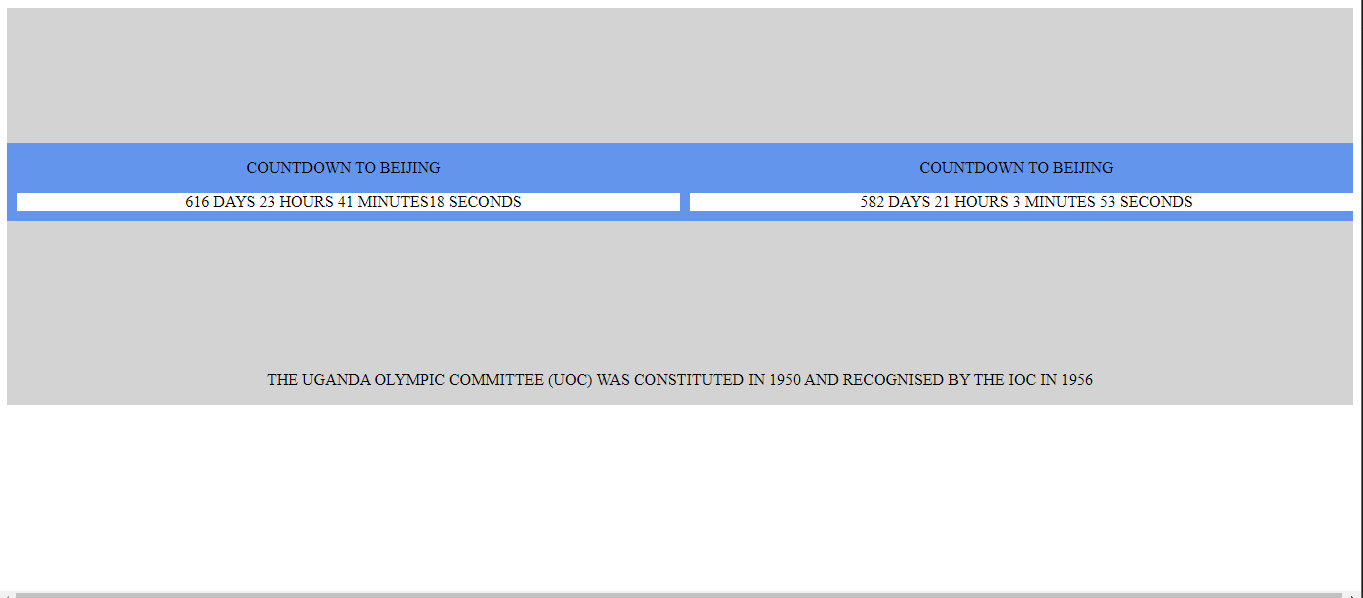 COUNTDOWN TO BEIJING
616 DAYS 23 HOURS 41 MINUTES18 SECONDS
COUNTDOWN TO BEIJING
582 DAYS 21 HOURS 3 MINUTES 53 SECONDS
THE UGANDA OLYMPIC COMMITTEE (UOC) WAS CONSTITUTED IN 1950 AND RECOGNISED BY THE IOC IN 1956